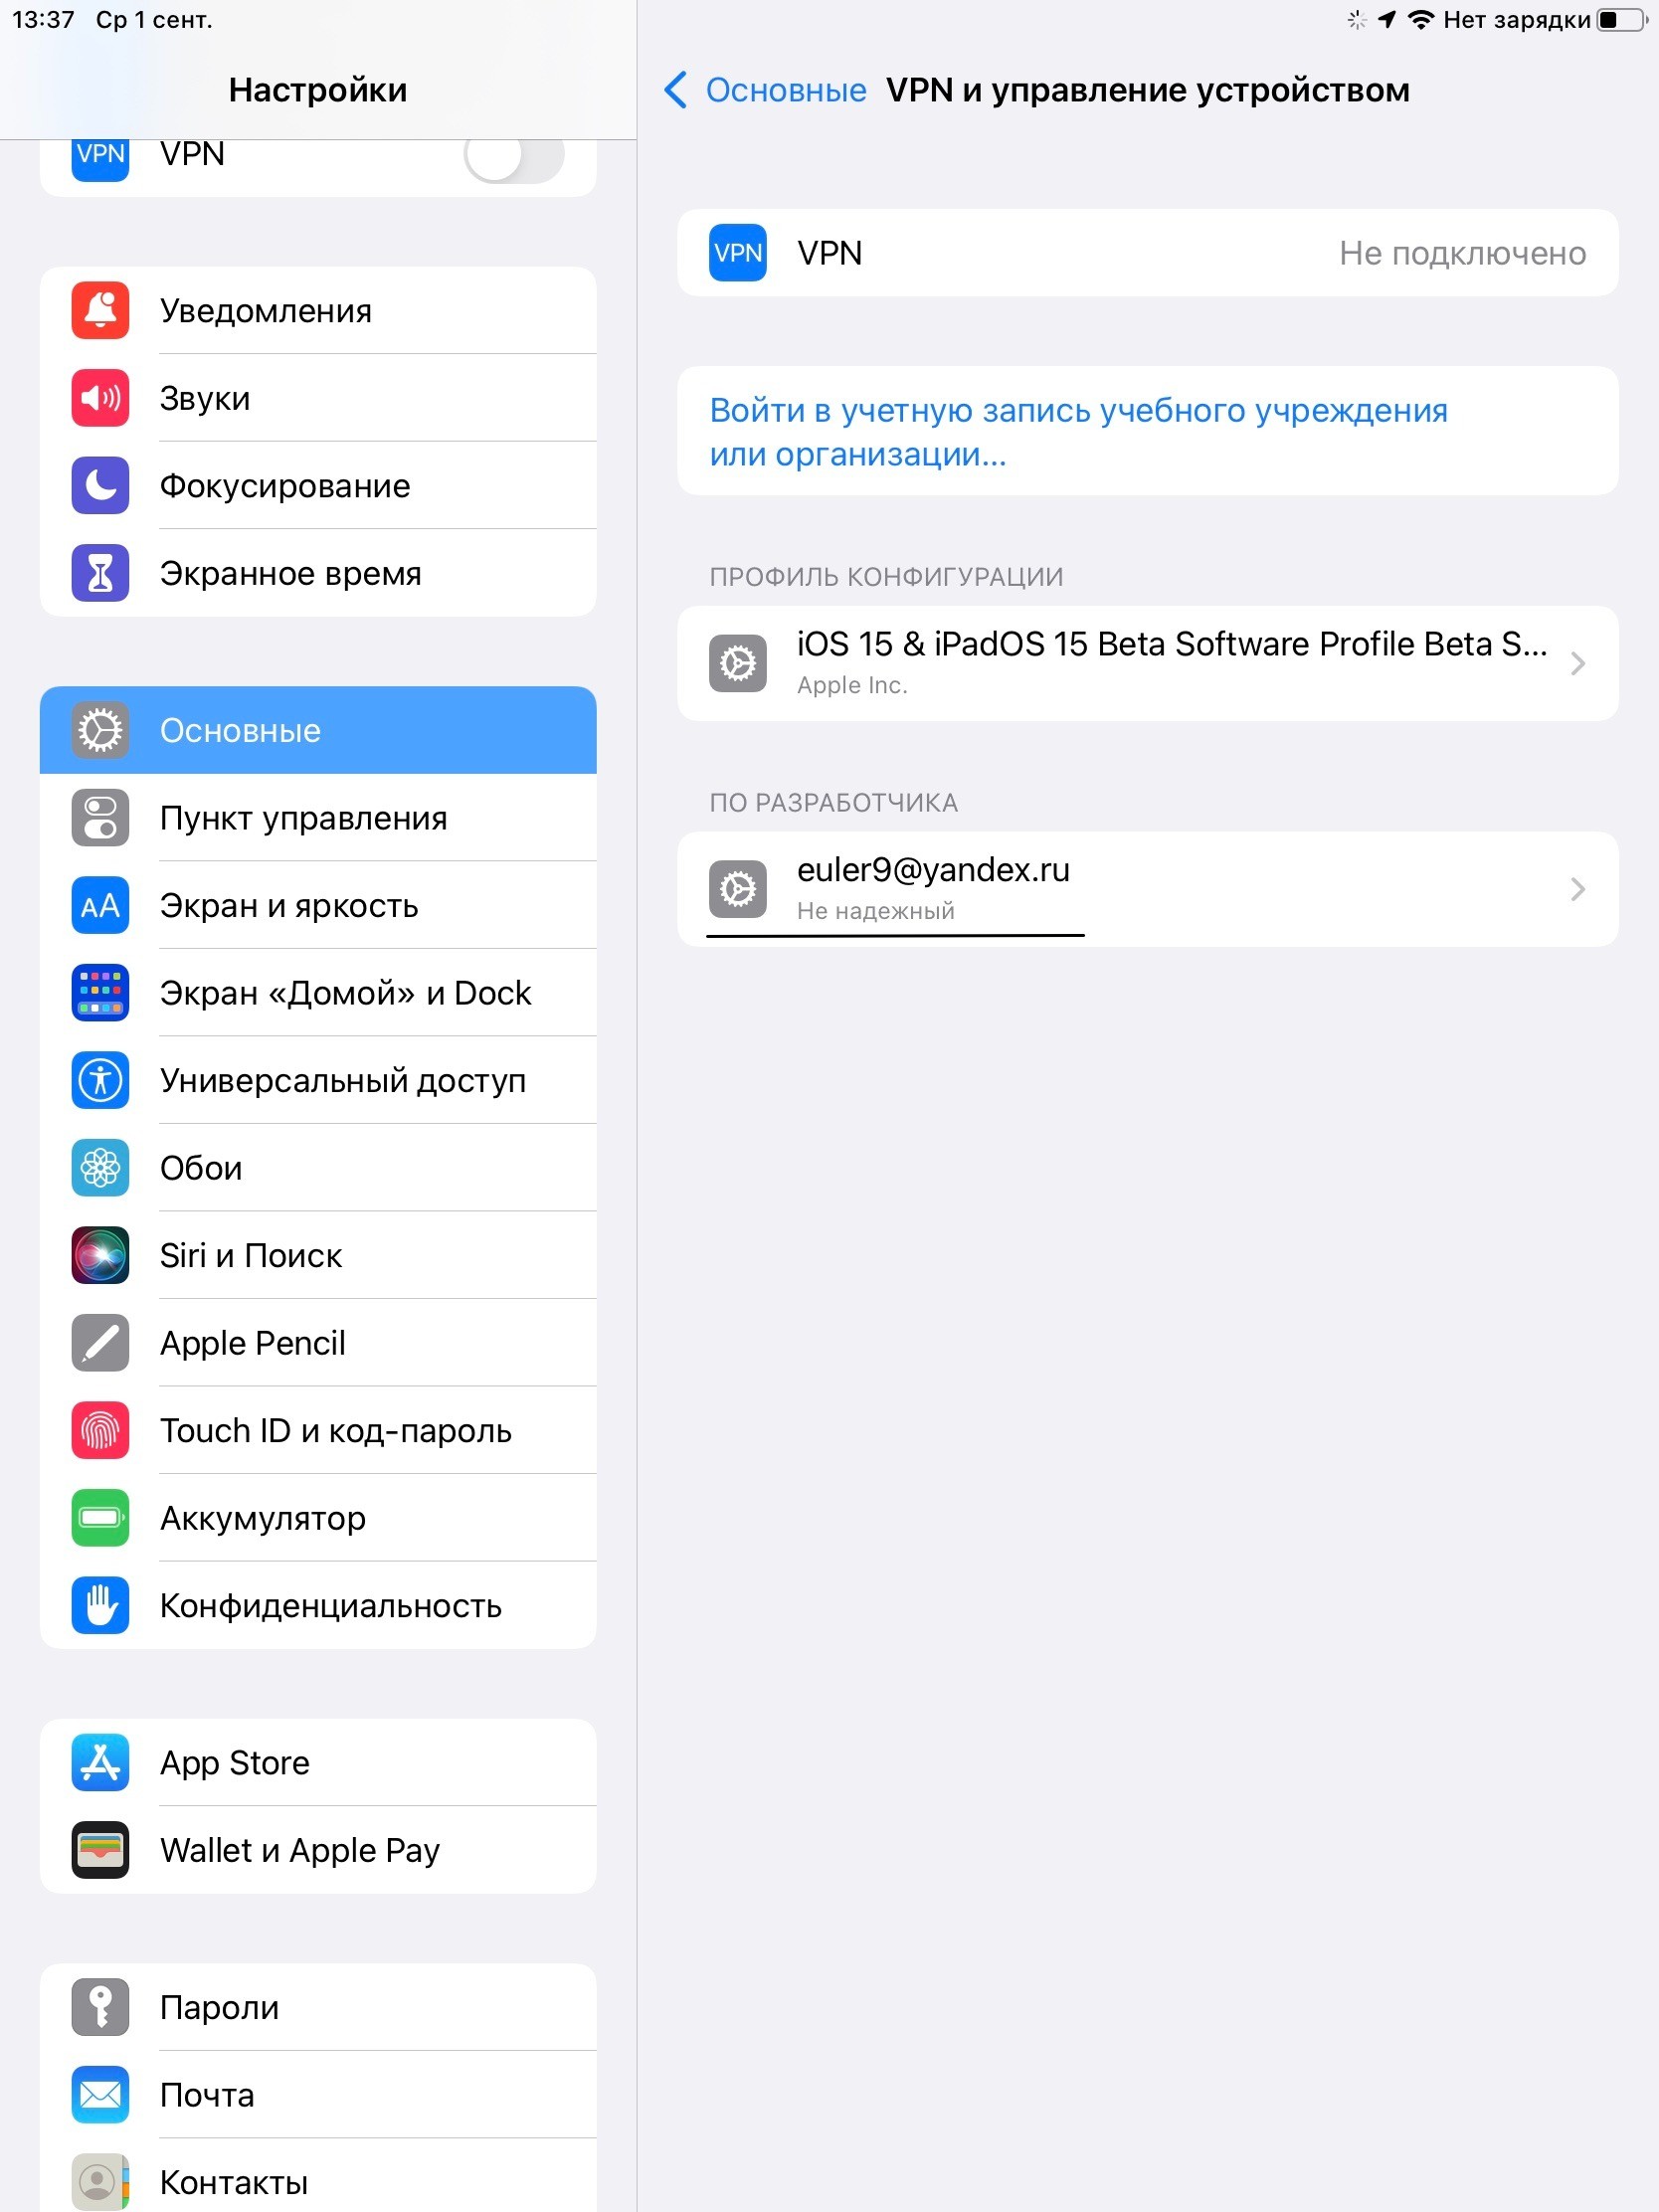 13:37 Ср 1 сент.
Нет зарядки
Настройки
VPN VPN
Уведомления
Звуки
Фокусирование
Экранное время
Основные
Пункт управления
AA Экран и яркость
Экран «Домой» и Dock
Универсальный доступ
Обои
Siri и Поиск
Apple Pencil
Touch ID и код-пароль
Аккумулятор
Конфиденциальность
App Store
Wallet и Apple Pay
Пароли
Почта
Контакты
Основные VPN и управление устройством
VPN VPN Не подключено
Войти в учетную запись учебного учреждения
или организации...
ПРОФИЛЬ КОНФИГУРАЦИИ
iOS 15 & iPadOS 15 Beta Software Profile Beta S...
Apple Inc.
ПО РАЗРАБОТЧИКА
euler9@yandex.ru
Не надежный